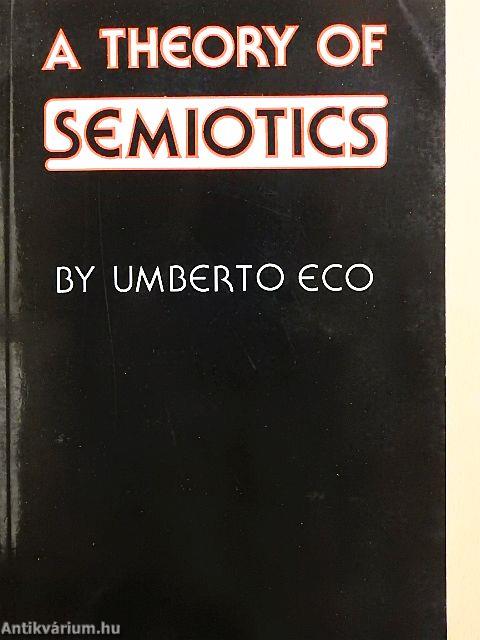 A THEORY OF
SEMIOTICS
BY UMBERTO ECO
Antikvárium.hu